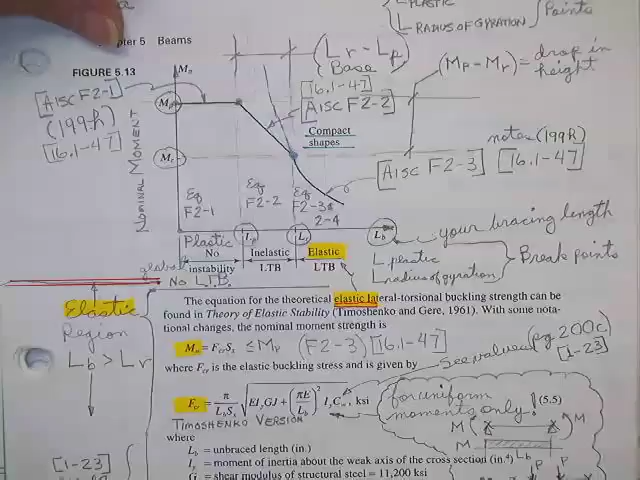 PLASTIC
L RADIUS OF GYRATION
Points
Chapter 5 Beams
FIGURE 5.13
Mn
(Lr - Lp)
(Base)
(Mp - Mr) = drop in
height
[AISC F2-1]
(199R)
[16.1-47]
Mp
[16.1-47]
AISC F2-2
Compact
shapes
notes (199R)
[AISC F2-3] [16.1-47]
Mr
NOMINAL MOMENT
Eq
F2-1
Eq
F2-2
Eq
F2-3 &
2-4
Lp
Lr
Lb
your bracing length
Plastic
No
instability
Inelastic
LTB
Elastic
LTB
L plastic
L radius of gyration
Break points
global
No L.T.B.
Elastic
Region
Lb > Lr
The equation for the theoretical elastic lateral-torsional buckling strength can be
found in Theory of Elastic Stability (Timoshenko and Gere, 1961). With some nota-
tional changes, the nominal moment strength is
Mn = FcrSx ≤ Mp (F2-3) [16.1-47]
See value
(pg 200c)
[1-23]
where Fcr is the elastic buckling stress and is given by
Fcr = π/(LbSx) √(EIyGJ + (πE/Lb)² IyCw), ksi
(5.5)
TIMOSHENKO VERSION
for uniform
moments only!
M M
M
Lb
P P
where
Lb = unbraced length (in.)
Iy = moment of inertia about the weak axis of the cross section (in.⁴)
G = shear modulus of structural steel = 11,200 ksi
[1-23]